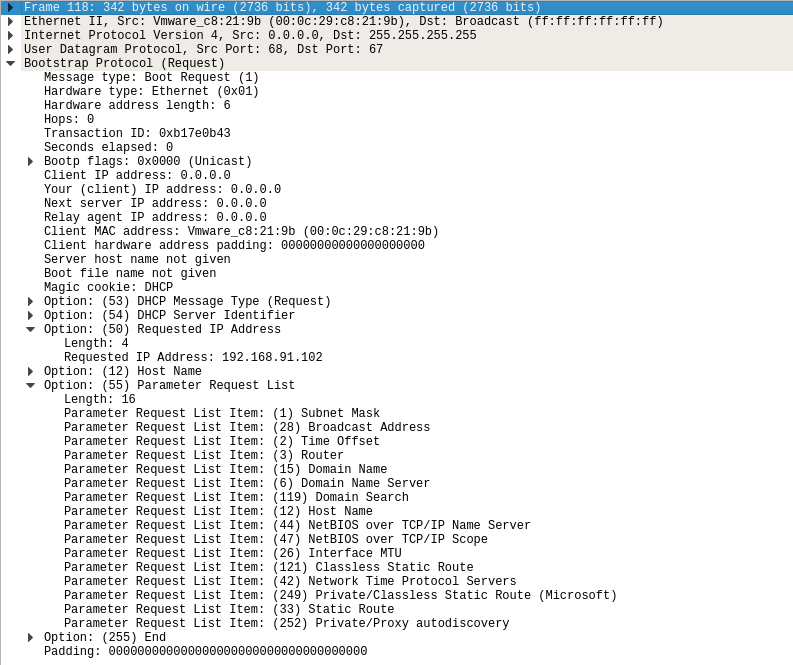 Frame 118: 342 bytes on wire (2736 bits), 342 bytes captured (2736 bits)
Ethernet II, Src: Vmware_c8:21:9b (00:0c:29:c8:21:9b), Dst: Broadcast (ff:ff:ff:ff:ff:ff)
Internet Protocol Version 4, Src: 0.0.0.0, Dst: 255.255.255.255
User Datagram Protocol, Src Port: 68, Dst Port: 67
Bootstrap Protocol (Request)
Message type: Boot Request (1)
Hardware type: Ethernet (0x01)
Hardware address length: 6
Hops: 0
Transaction ID: 0xb17e0b43
Seconds elapsed: 0
Bootp flags: 0x0000 (Unicast)
Client IP address: 0.0.0.0
Your (client) IP address: 0.0.0.0
Next server IP address: 0.0.0.0
Relay agent IP address: 0.0.0.0
Client MAC address: Vmware_c8:21:9b (00:0c:29:c8:21:9b)
Client hardware address padding: 00000000000000000000
Server host name not given
Boot file name not given
Magic cookie: DHCP
Option: (53) DHCP Message Type (Request)
Option: (54) DHCP Server Identifier
Option: (50) Requested IP Address
Length: 4
Requested IP Address: 192.168.91.102
Option: (12) Host Name
Option: (55) Parameter Request List
Length: 16
Parameter Request List Item: (1) Subnet Mask
Parameter Request List Item: (28) Broadcast Address
Parameter Request List Item: (2) Time Offset
Parameter Request List Item: (3) Router
Parameter Request List Item: (15) Domain Name
Parameter Request List Item: (6) Domain Name Server
Parameter Request List Item: (119) Domain Search
Parameter Request List Item: (12) Host Name
Parameter Request List Item: (44) NetBIOS over TCP/IP Name Server
Parameter Request List Item: (47) NetBIOS over TCP/IP Scope
Parameter Request List Item: (26) Interface MTU
Parameter Request List Item: (121) Classless Static Route
Parameter Request List Item: (42) Network Time Protocol Servers
Parameter Request List Item: (249) Private/Classless Static Route (Microsoft)
Parameter Request List Item: (33) Static Route
Parameter Request List Item: (252) Private/Proxy autodiscovery
Option: (255) End
Padding: 000000000000000000000000000000000000